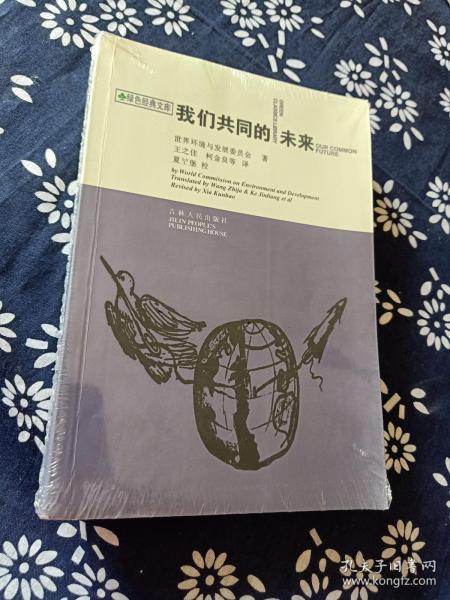 绿色经典文库
我们共同的未来
OUR COMMON
FUTURE
世界环境与发展委员会 著
王之佳 柯金良等 译
夏堃堡 校
by World Commission on Environment and Development
Translated by Wang Zhijia & Ke Jinliang et al
Revised by Xia Kunbao
吉林人民出版社
JILIN PEOPLE'S
PUBLISHING HOUSE
孔夫子旧书网
www.kongfz.com